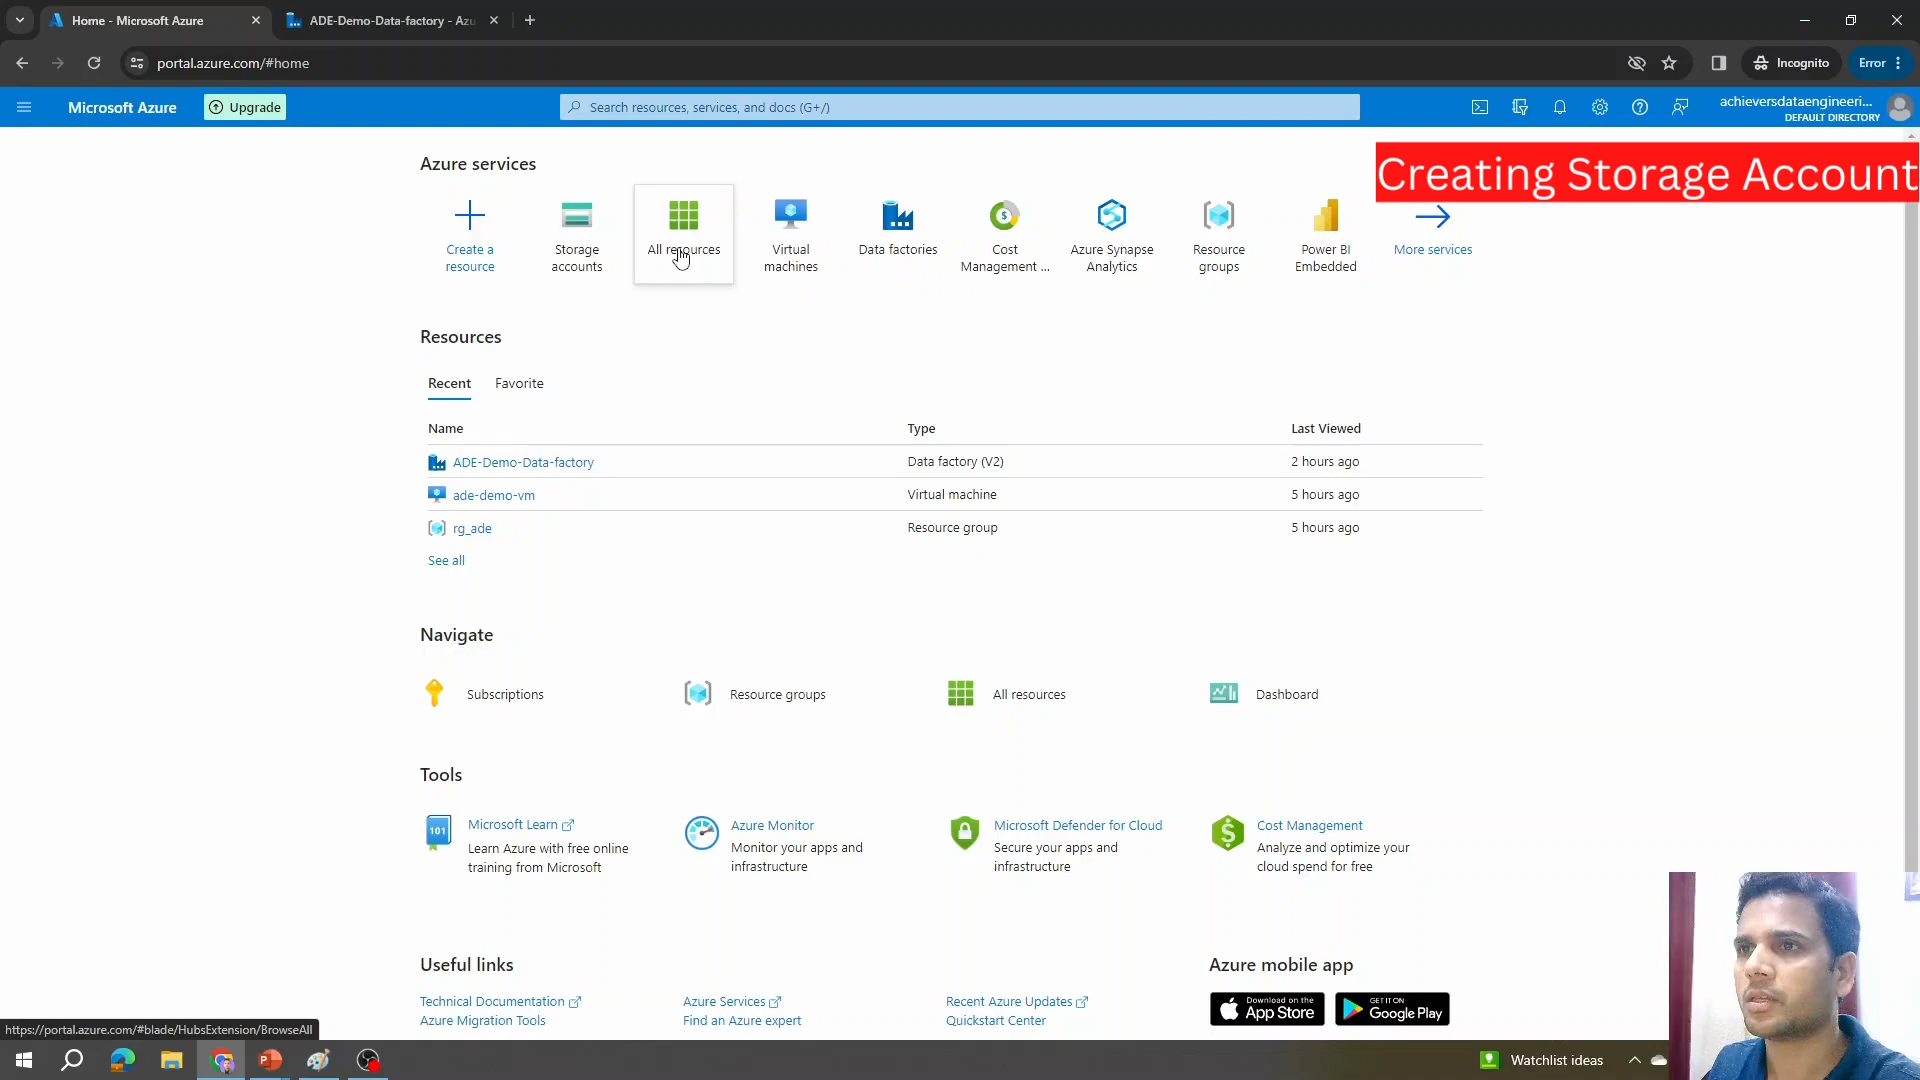 Home - Microsoft Azure
ADE-Demo-Data-factory - Azu
portal.azure.com/#home
Incognito
Error
Microsoft Azure
Upgrade
Search resources, services, and docs (G+/)
achieversdataengineeri...
DEFAULT DIRECTORY
Creating Storage Account
Azure services
Create a
resource
Storage
accounts
All resources
Virtual
machines
Data factories
Cost
Management ...
Azure Synapse
Analytics
Resource
groups
Power BI
Embedded
More services
Resources
Recent
Favorite
Name
Type
Last Viewed
ADE-Demo-Data-factory
Data factory (V2)
2 hours ago
ade-demo-vm
Virtual machine
5 hours ago
rg_ade
Resource group
5 hours ago
See all
Navigate
Subscriptions
Resource groups
All resources
Dashboard
Tools
101
Microsoft Learn
Learn Azure with free online
training from Microsoft
Azure Monitor
Monitor your apps and
infrastructure
Microsoft Defender for Cloud
Secure your apps and
infrastructure
Cost Management
Analyze and optimize your
cloud spend for free
Useful links
Technical Documentation
Azure Migration Tools
Azure Services
Find an Azure expert
Recent Azure Updates
Quickstart Center
Azure mobile app
Download on the
App Store
GET IT ON
Google Play
https://portal.azure.com/#blade/HubsExtension/BrowseAll
Watchlist ideas